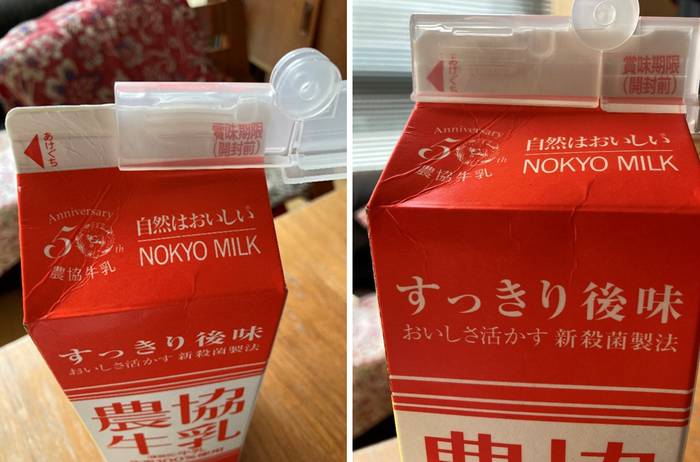 あけくち
賞味期限
(開封前)
Anniversary
50th
農協牛乳
自然はおいしい
NOKYO MILK
すっきり後味
おいしさ活かす 新殺菌製法
農協
牛乳
あけくち
賞味期限
(開封前)
Anniversary
50th
農協牛乳
自然はおいしい
NOKYO MILK
すっきり後味
おいしさ活かす 新殺菌製法
農協